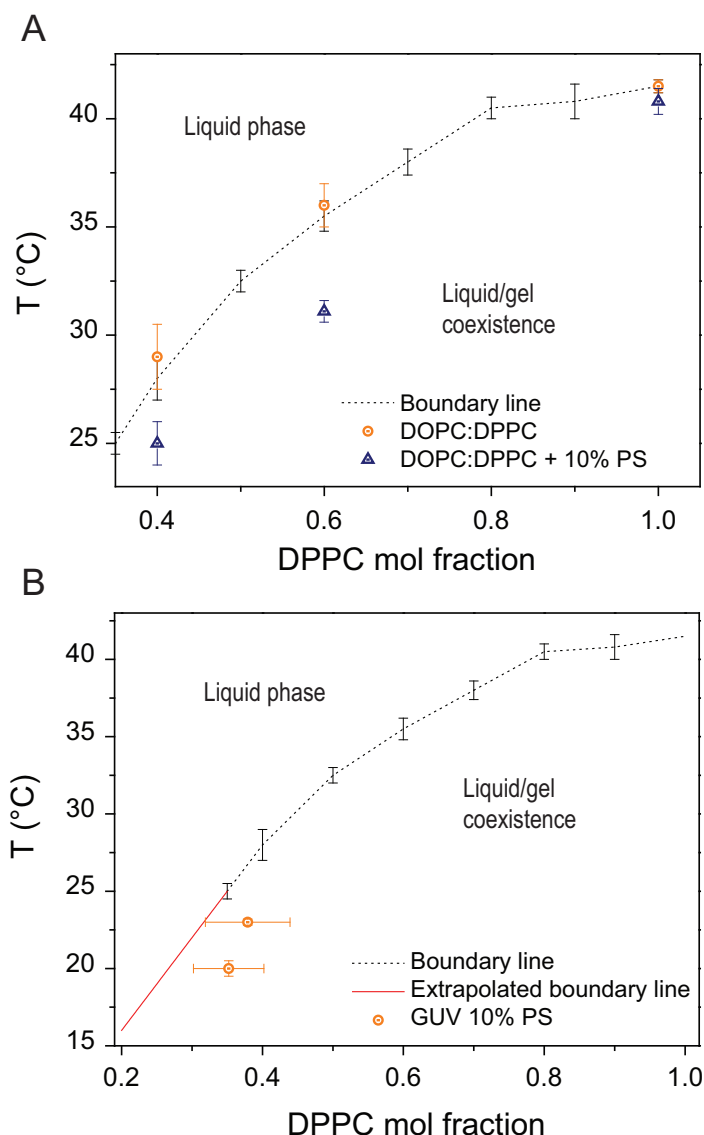 A
Liquid phase
40
35
T (°C)
Liquid/gel
coexistence
30
Boundary line
DOPC:DPPC
25
DOPC:DPPC + 10% PS
0.4 0.6 0.8 1.0
DPPC mol fraction
B
40
Liquid phase
35
T (°C)
30
Liquid/gel
coexistence
25
20
Boundary line
Extrapolated boundary line
GUV 10% PS
15
0.2 0.4 0.6 0.8 1.0
DPPC mol fraction